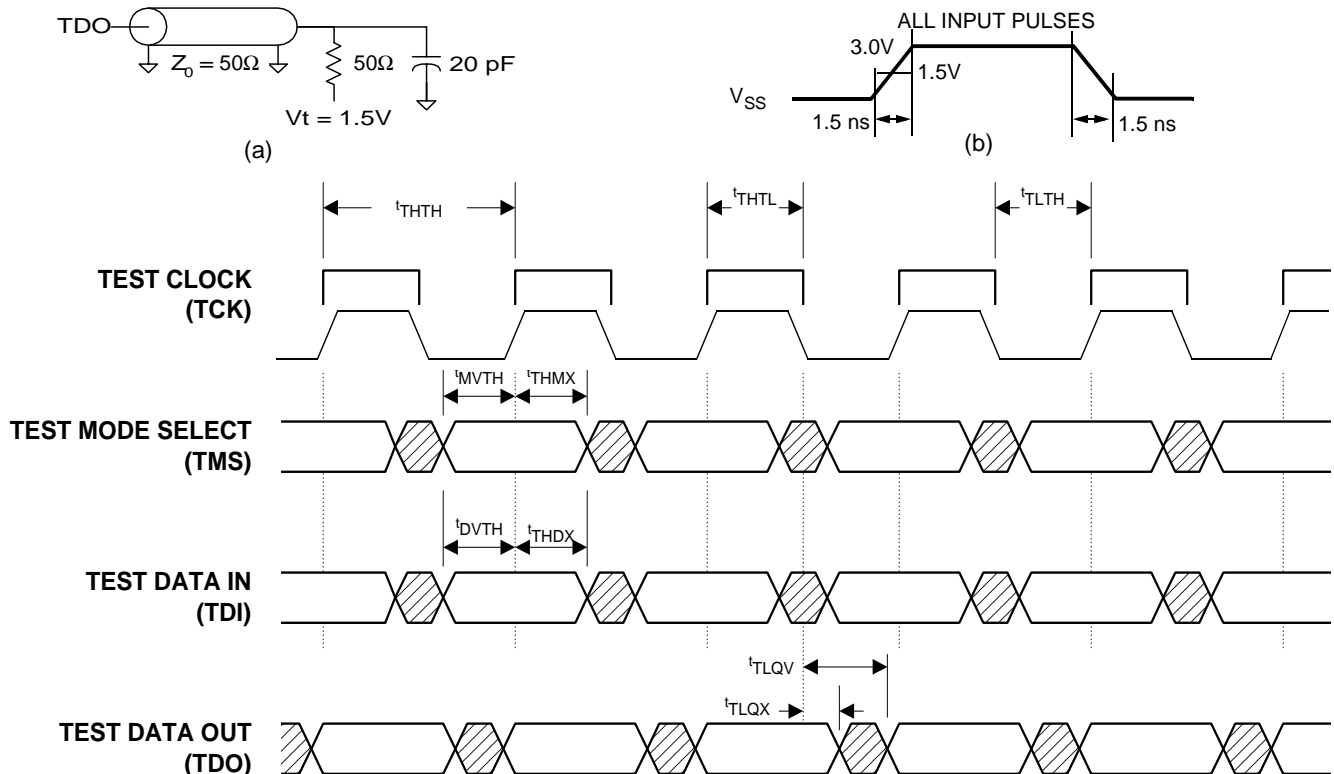 TDO
Z0 = 50Ω
50Ω
20 pF
Vt = 1.5V
(a)
ALL INPUT PULSES
3.0V
1.5V
VSS
1.5 ns
1.5 ns
(b)
tTHTH
tTHTL
tTLTH
TEST CLOCK
(TCK)
tMVTH
tTHMX
TEST MODE SELECT
(TMS)
tDVTH
tTHDX
TEST DATA IN
(TDI)
tTLQV
tTLQX
TEST DATA OUT
(TDO)